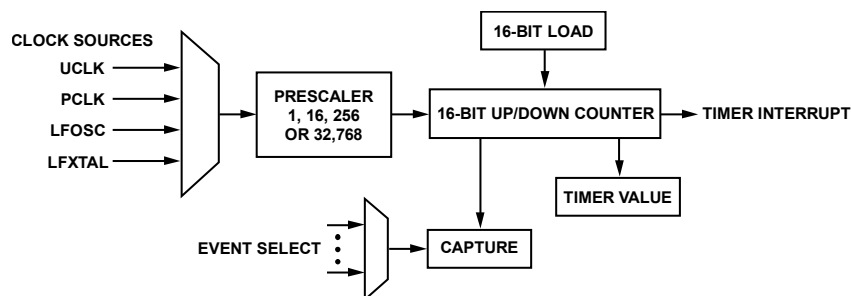 CLOCK SOURCES
UCLK
PCLK
LFOSC
LFXTAL
PRESCALER
1, 16, 256
OR 32,768
16-BIT LOAD
16-BIT UP/DOWN COUNTER
TIMER INTERRUPT
TIMER VALUE
EVENT SELECT
CAPTURE